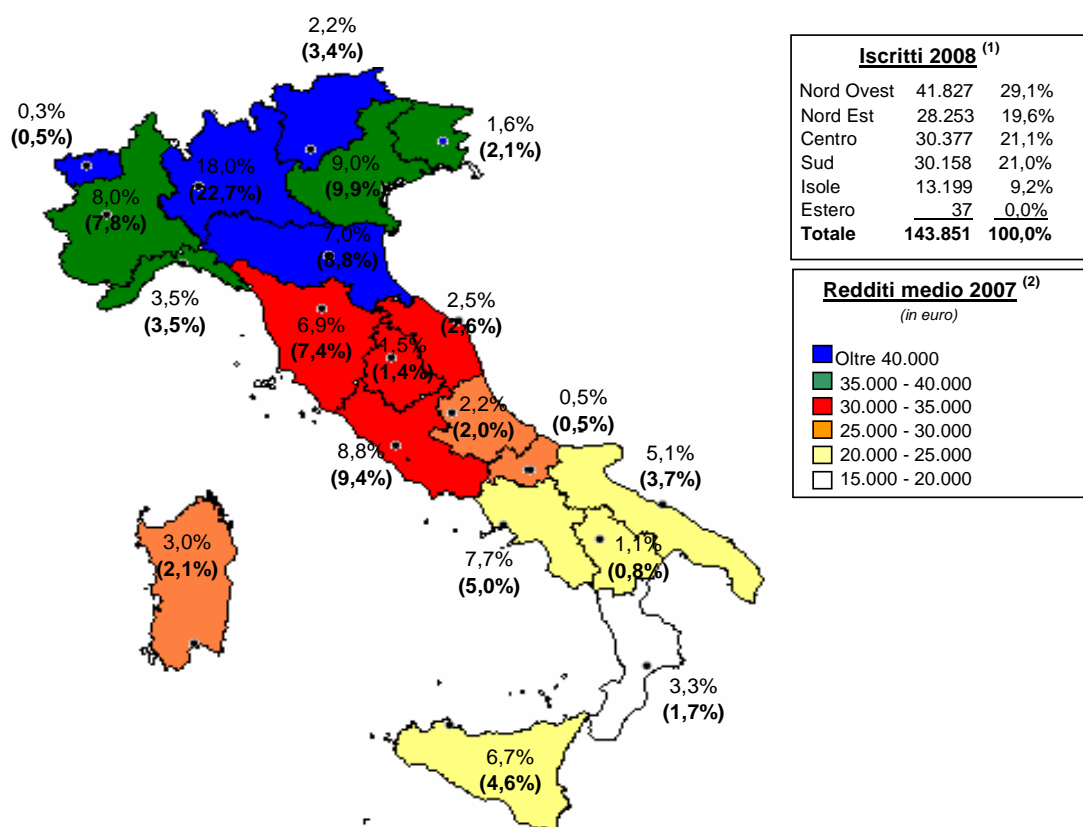 2,2%
(3,4%)
0,3%
(0,5%)
1,6%
(2,1%)
18,0%
(22,7%)
9,0%
(9,9%)
8,0%
(7,8%)
7,0%
(8,8%)
3,5%
(3,5%)
2,5%
(2,6%)
6,9%
(7,4%)
1,5%
(1,4%)
2,2%
(2,0%)
0,5%
(0,5%)
8,8%
(9,4%)
5,1%
(3,7%)
3,0%
(2,1%)
7,7%
(5,0%)
1,1%
(0,8%)
3,3%
(1,7%)
6,7%
(4,6%)
Iscritti 2008 (1)
Nord Ovest 41.827 29,1%
Nord Est 28.253 19,6%
Centro 30.377 21,1%
Sud 30.158 21,0%
Isole 13.199 9,2%
Estero 37 0,0%
Totale 143.851 100,0%
Redditi medio 2007 (2)
(in euro)
Oltre 40.000
35.000 - 40.000
30.000 - 35.000
25.000 - 30.000
20.000 - 25.000
15.000 - 20.000